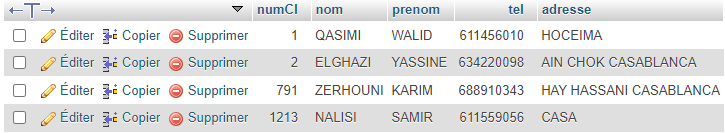 numCl nom prenom tel adresse
Éditer Copier Supprimer 1 QASIMI WALID 611456010 HOCEIMA
Éditer Copier Supprimer 2 ELGHAZI YASSINE 634220098 AIN CHOK CASABLANCA
Éditer Copier Supprimer 791 ZERHOUNI KARIM 688910343 HAY HASSANI CASABLANCA
Éditer Copier Supprimer 1213 NALISI SAMIR 611559056 CASA